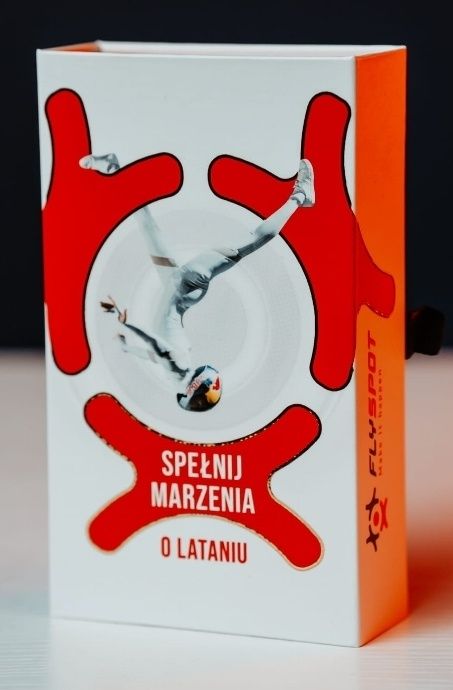 SPEŁNIJ
MARZENIA
O LATANIU
FLYSPOT
Make it happen